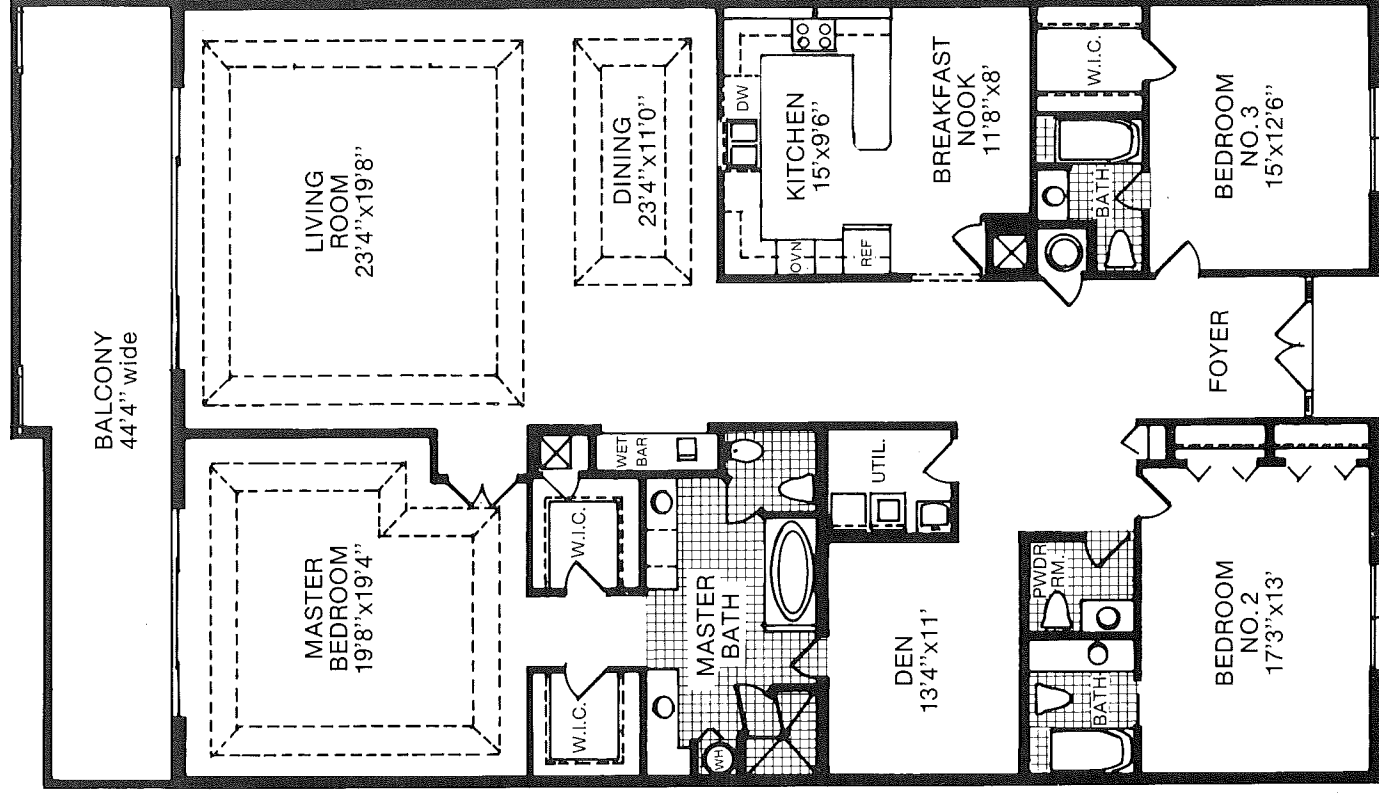 BALCONY
44'4" wide
LIVING
ROOM
23'4"x19'8"
DINING
23'4"x11'0"
DW
KITCHEN
15'x9'6"
OVN
REF
BREAKFAST
NOOK
11'8"x8'
W.I.C.
BATH
BEDROOM
NO. 3
15'x12'6"
FOYER
MASTER
BEDROOM
19'8"x19'4"
W.I.C.
W.I.C.
WET
BAR
MASTER
BATH
WH
UTIL.
DEN
13'4"x11'
PWDR
RM.
BATH
BEDROOM
NO. 2
17'3"x13'